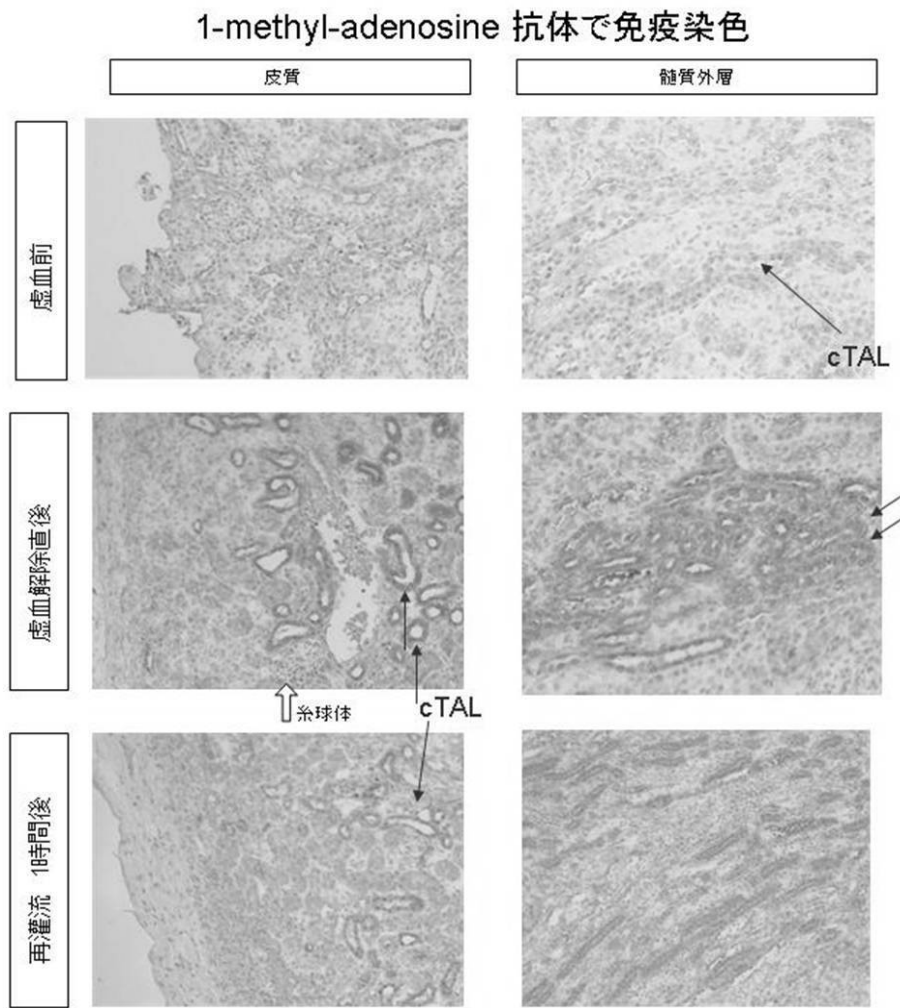 1-methyl-adenosine 抗体で免疫染色
皮質
髄質外層
虚血前
cTAL
虚血解除直後
糸球体
cTAL
再灌流 1時間後